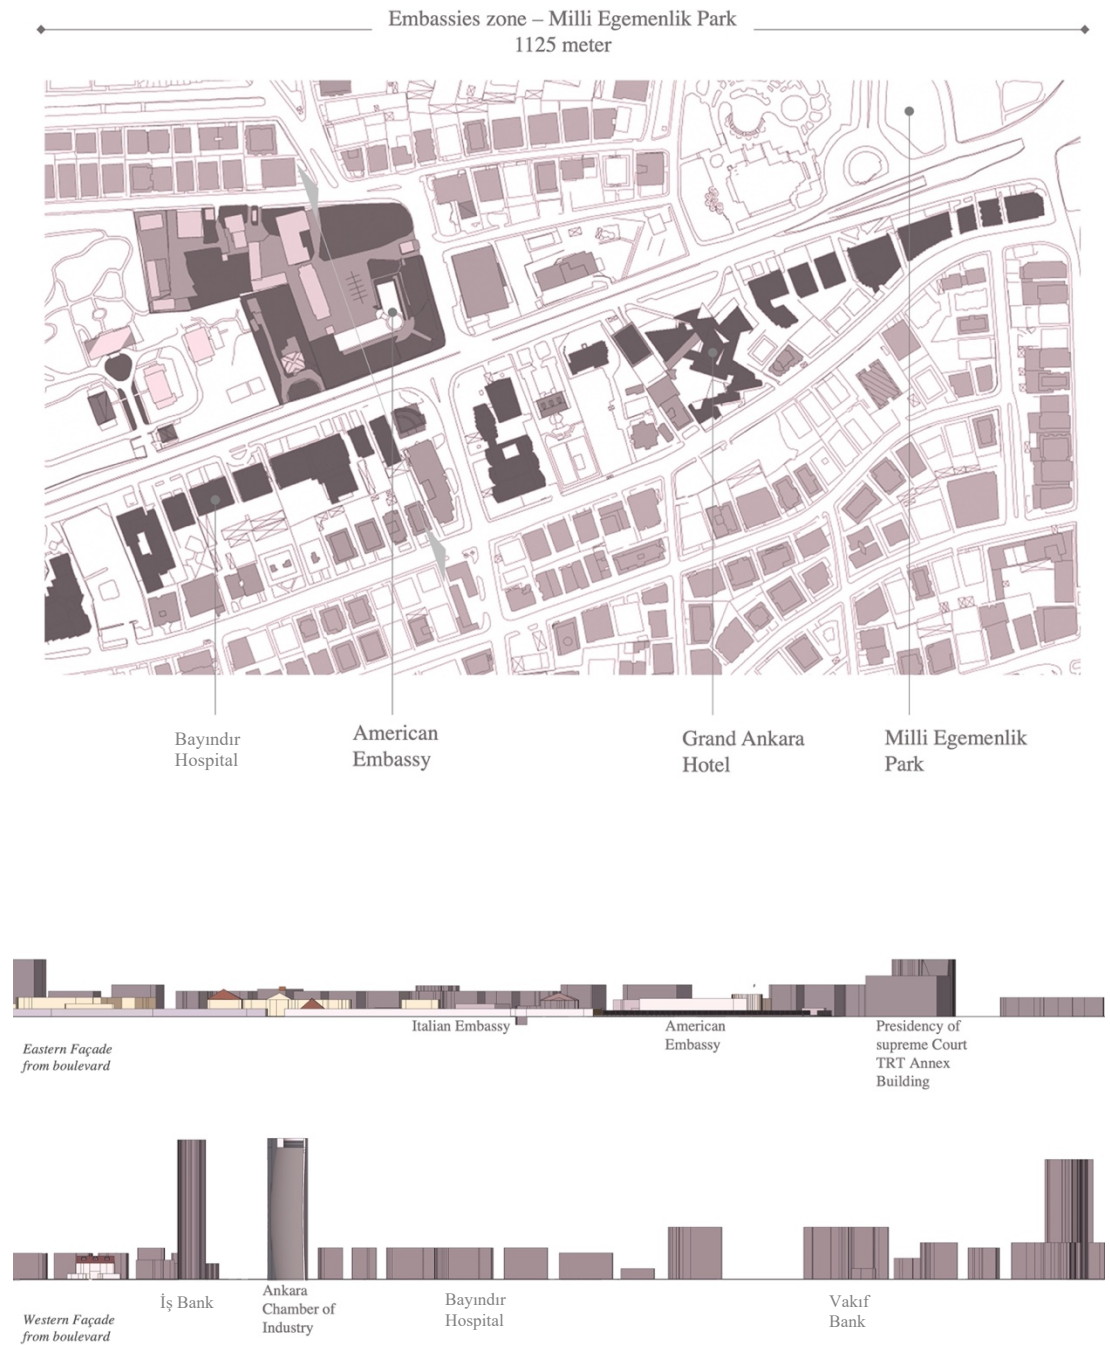 Embassies zone – Milli Egemenlik Park
1125 meter
Bayındır
Hospital
American
Embassy
Grand Ankara
Hotel
Milli Egemenlik
Park
Italian Embassy
American
Embassy
Presidency of
supreme Court
TRT Annex
Building
Eastern Façade
from boulevard
İş Bank
Ankara
Chamber of
Industry
Bayındır
Hospital
Vakıf
Bank
Western Façade
from boulevard